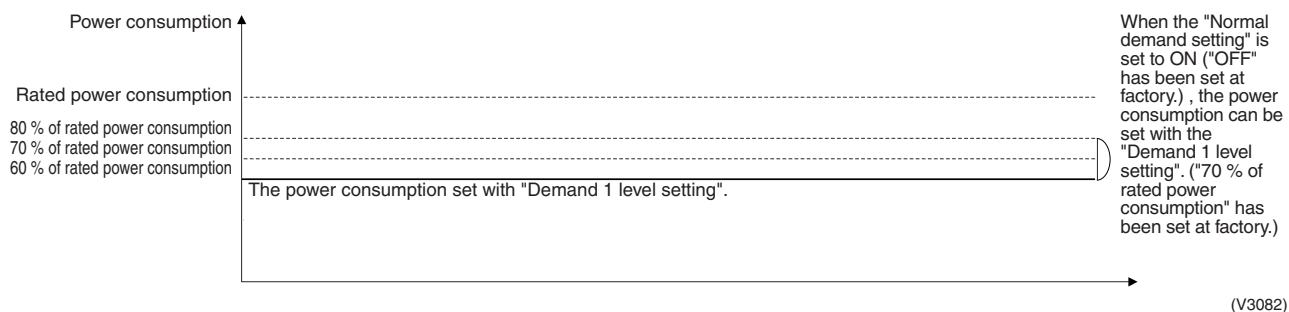 Power consumption
Rated power consumption
80 % of rated power consumption
70 % of rated power consumption
60 % of rated power consumption
The power consumption set with "Demand 1 level setting".
When the "Normal
demand setting" is
set to ON ("OFF"
has been set at
factory.) , the power
consumption can be
set with the
"Demand 1 level
setting". ("70 % of
rated power
consumption" has
been set at factory.)
(V3082)